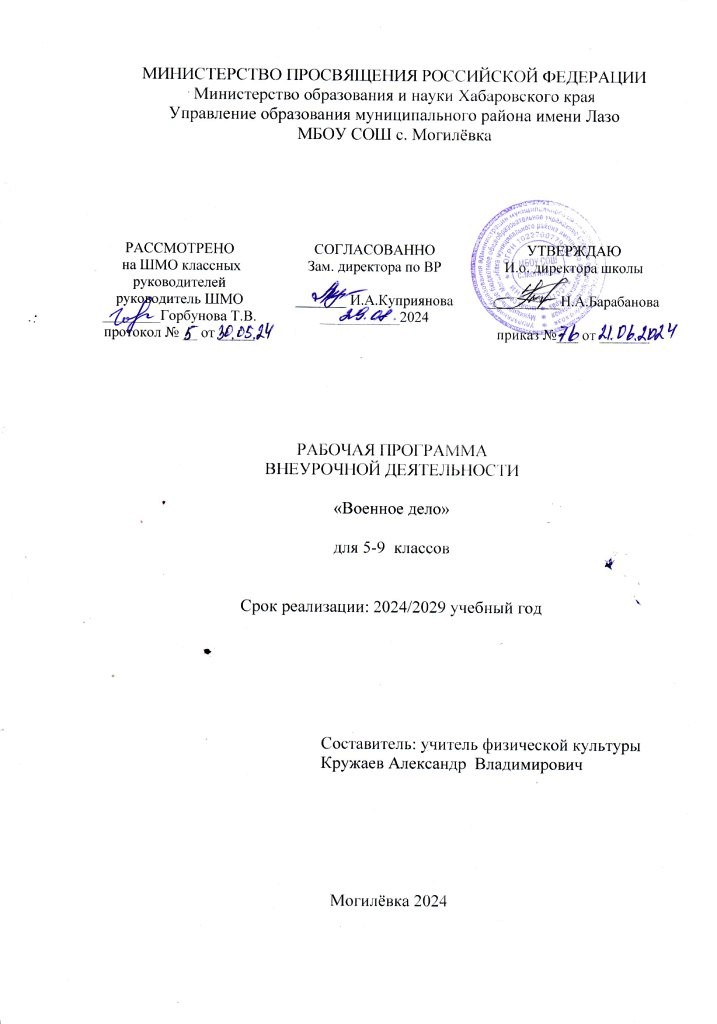 МИНИСТЕРСТВО ПРОСВЯЩЕНИЯ РОССИЙСКОЙ ФЕДЕРАЦИИ
Министерство образования и науки Хабаровского края
Управление образования муниципального района имени Лазо
МБОУ СОШ с. Могилёвка
РАССМОТРЕНО
на ШМО классных
руководителей
руководитель ШМО
Горбунова Т.В.
протокол № 5 от 30.05.24
СОГЛАСОВАННО
Зам. директора по ВР
И.А.Куприянова
2024
УТВЕРЖДАЮ
И.о. директора школы
Н.А.Барабанова
приказ №76 от 21.06.2024
МБОУ СОШ
РАБОЧАЯ ПРОГРАММА
ВНЕУРОЧНОЙ ДЕЯТЕЛЬНОСТИ
«Военное дело»
для 5-9 классов
Срок реализации: 2024/2029 учебный год
Составитель: учитель физической культуры
Кружаев Александр Владимирович
Могилёвка 2024